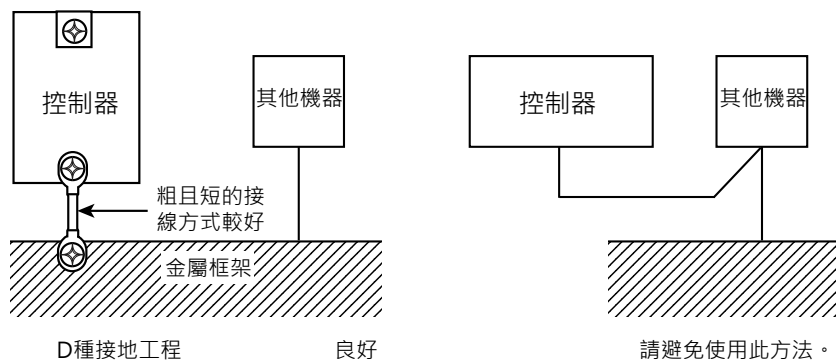 控制器
其他機器
粗且短的接
線方式較好
金屬框架
D種接地工程
良好
控制器
其他機器
請避免使用此方法。